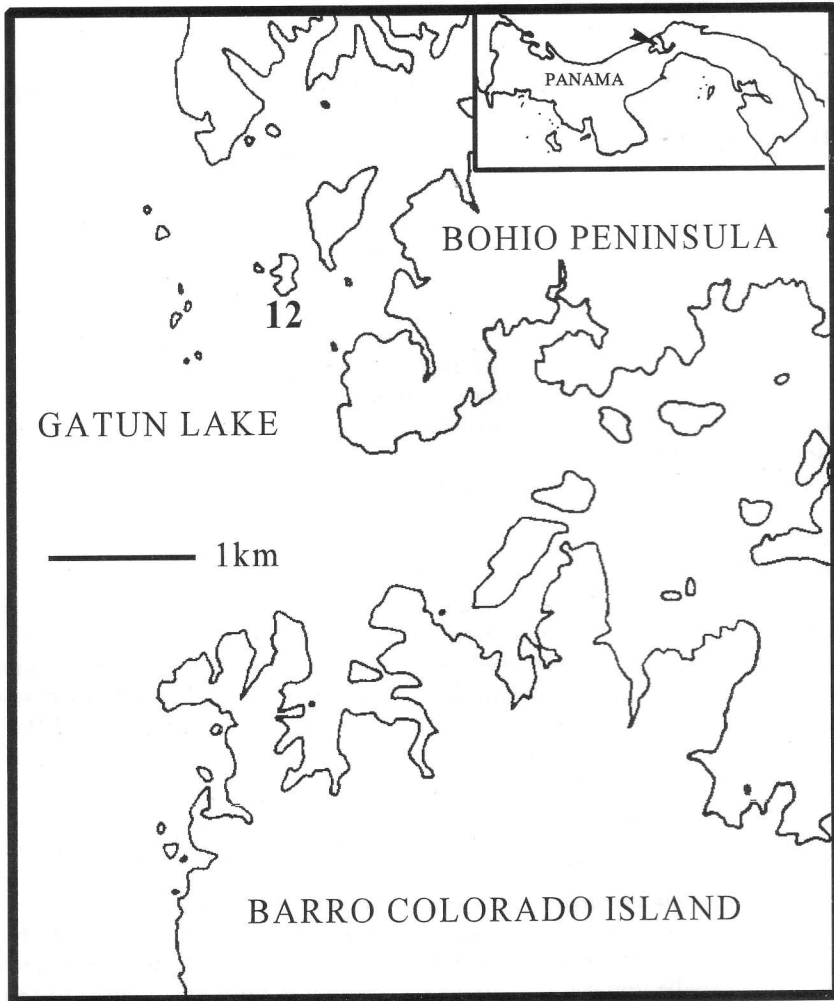 PANAMA
BOHIO PENINSULA
12
GATUN LAKE
1km
BARRO COLORADO ISLAND